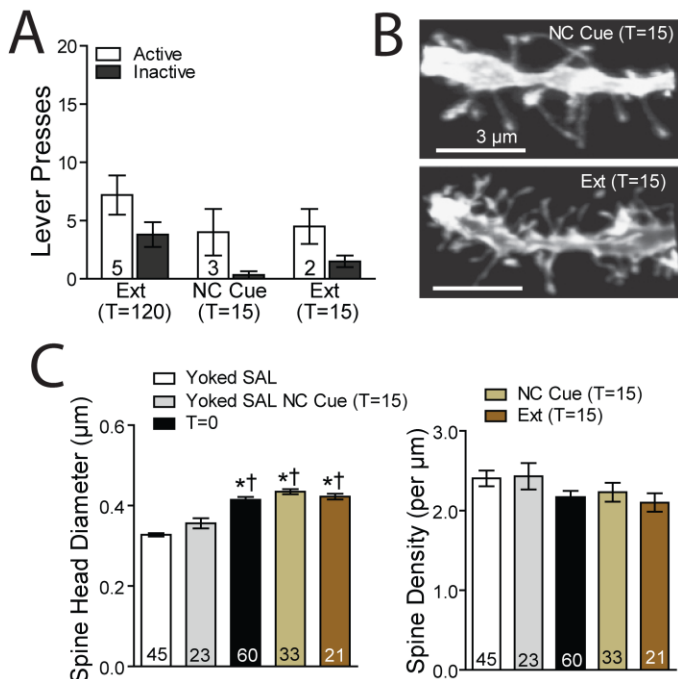 A
Lever Presses
20
15
10
5
0
Active
Inactive
5
3
2
Ext
(T=120)
NC Cue
(T=15)
Ext
(T=15)
B
NC Cue (T=15)
3 µm
Ext (T=15)
C
Yoked SAL
Yoked SAL NC Cue (T=15)
T=0
Spine Head Diameter (µm)
0.6
0.4
0.2
0.0
*†
*†
*†
45
23
60
33
21
NC Cue (T=15)
Ext (T=15)
Spine Density (per µm)
3.0
2.0
1.0
0.0
45
23
60
33
21